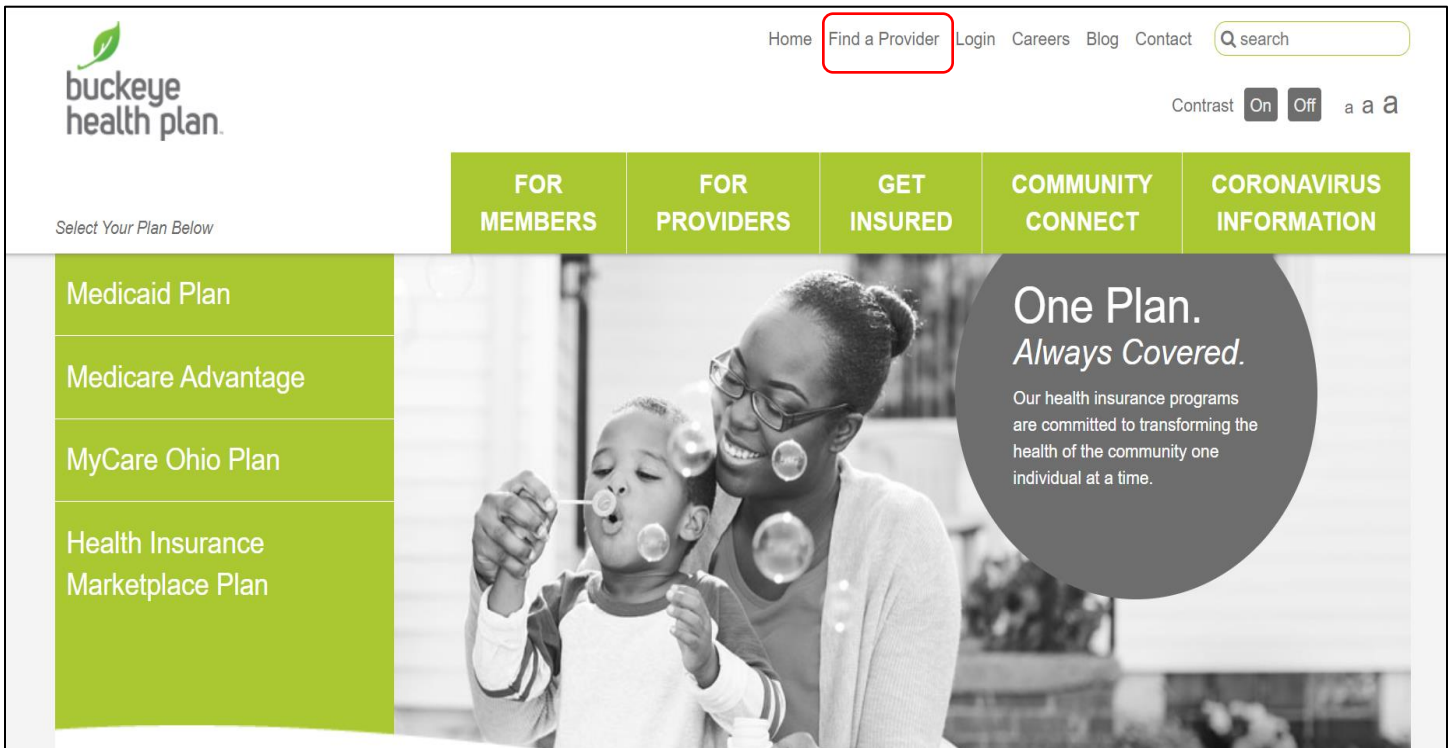 buckeye
health plan.
Home Find a Provider Login Careers Blog Contact search
Contrast On Off a a a
Select Your Plan Below
FOR
MEMBERS
FOR
PROVIDERS
GET
INSURED
COMMUNITY
CONNECT
CORONAVIRUS
INFORMATION
Medicaid Plan
Medicare Advantage
MyCare Ohio Plan
Health Insurance
Marketplace Plan
One Plan.
Always Covered.
Our health insurance programs
are committed to transforming the
health of the community one
individual at a time.